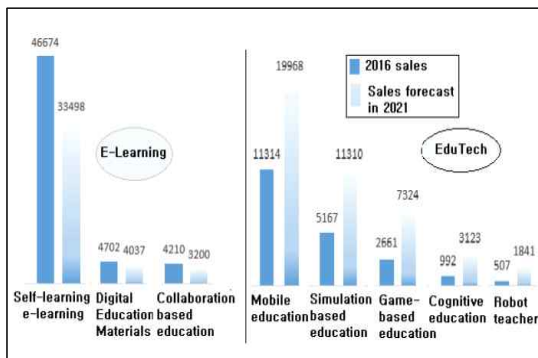 46674
33498
4702
4037
4210
3200
E-Learning
Self-learning
e-learning
Digital
Education
Materials
Collaboration
based
education
2016 sales
Sales forecast
in 2021
EduTech
11314
19968
5167
11310
2661
7324
992
3123
507
1841
Mobile
education
Simulation
based
education
Game-
based
education
Cognitive
education
Robot
teacher